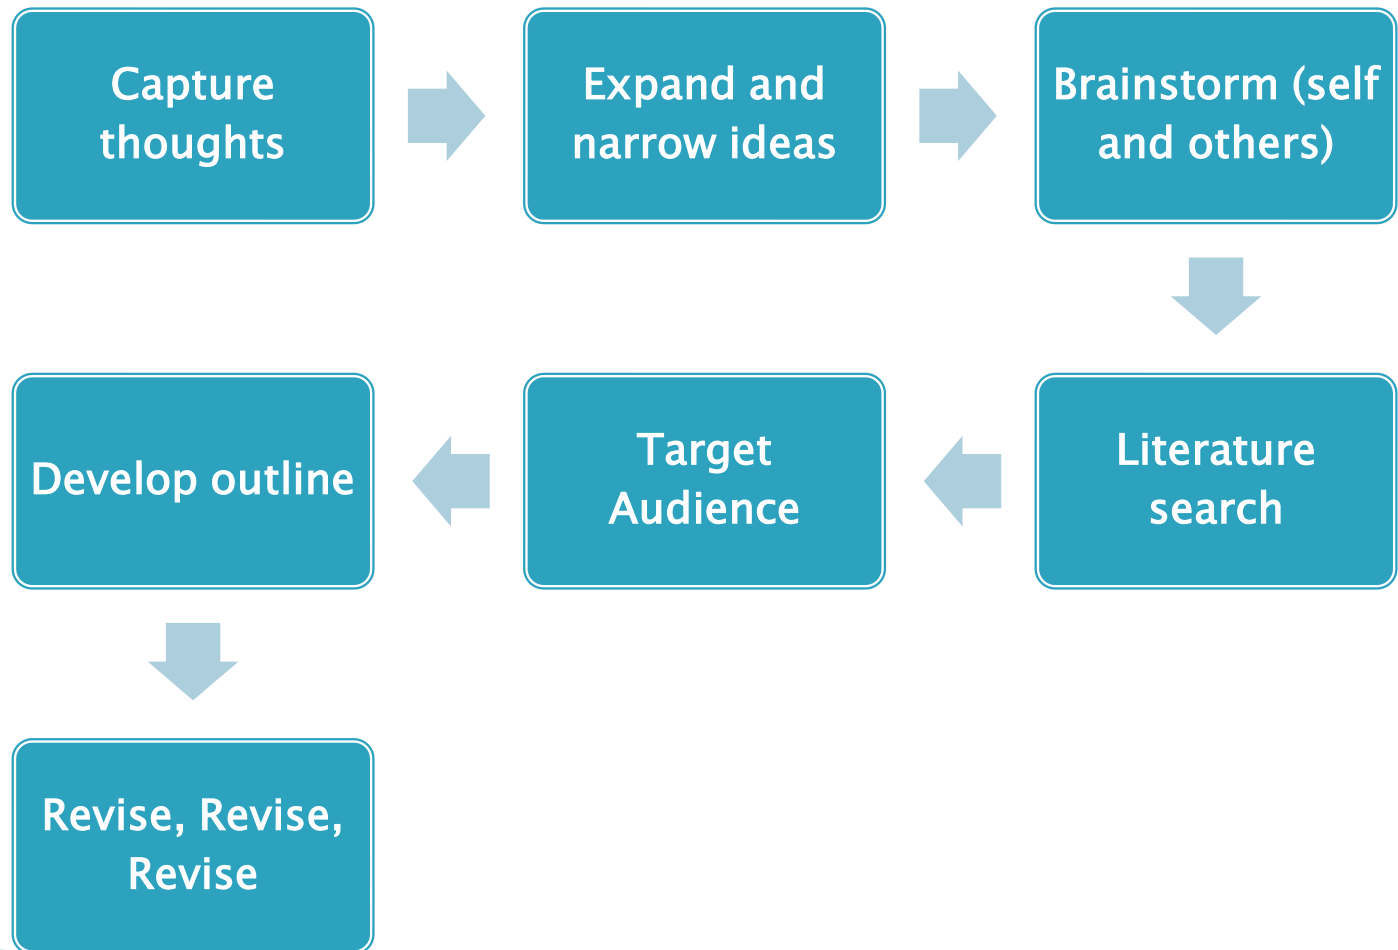 Capture
thoughts
Expand and
narrow ideas
Brainstorm (self
and others)
Literature
search
Target
Audience
Develop outline
Revise, Revise,
Revise